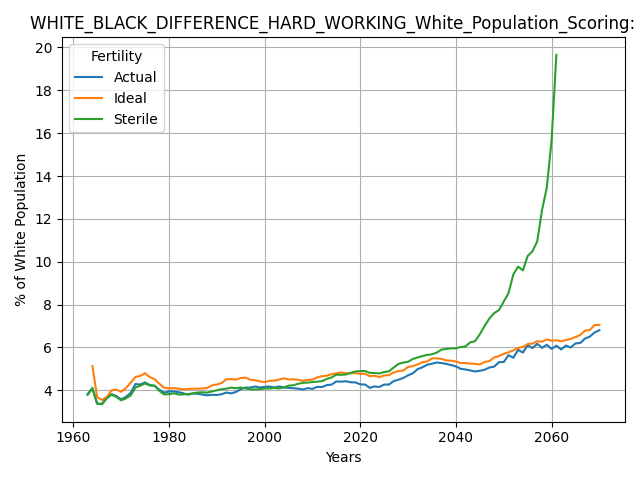 WHITE_BLACK_DIFFERENCE_HARD_WORKING_White_Population_Scoring:
Fertility
Actual
Ideal
Sterile
% of White Population
20
18
16
14
12
10
8
6
4
1960 1980 2000 2020 2040 2060
Years